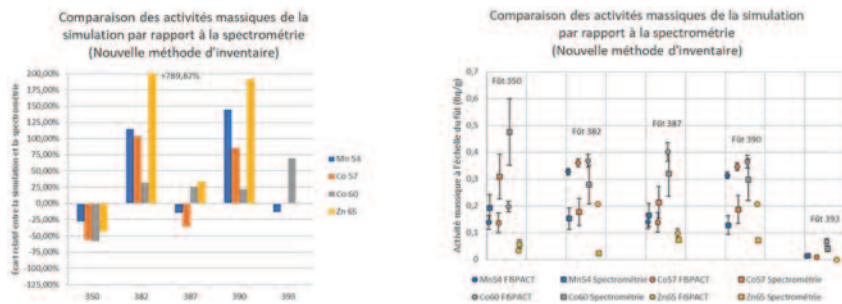 Comparaison des activités massiques de la
simulation par rapport à la spectrométrie
(Nouvelle méthode d'inventaire)
Écart relatif entre la simulation et la spectrométrie
200,00%
175,00%
150,00%
125,00%
100,00%
75,00%
50,00%
25,00%
0,00%
-25,00%
-50,00%
-75,00%
-100,00%
-125,00%
+789,87%
350
382
387
390
393
Mn 54
Co 57
Co 60
Zn 65
Comparaison des activités massiques de la simulation
par rapport à la spectrométrie
(Nouvelle méthode d'inventaire)
Activité massique à l'échelle du fût (Bq/g)
0,7
0,6
0,5
0,4
0,3
0,2
0,1
0
Fût 350
Fût 382
Fût 387
Fût 390
Fût 393
Mn54 FISPACT
Mn54 Spectrométrie
Co57 FISPACT
Co57 Spectrométrie
Co60 FISPACT
Co60 Spectrométrie
Zn65 FISPACT
Zn65 Spectrométrie